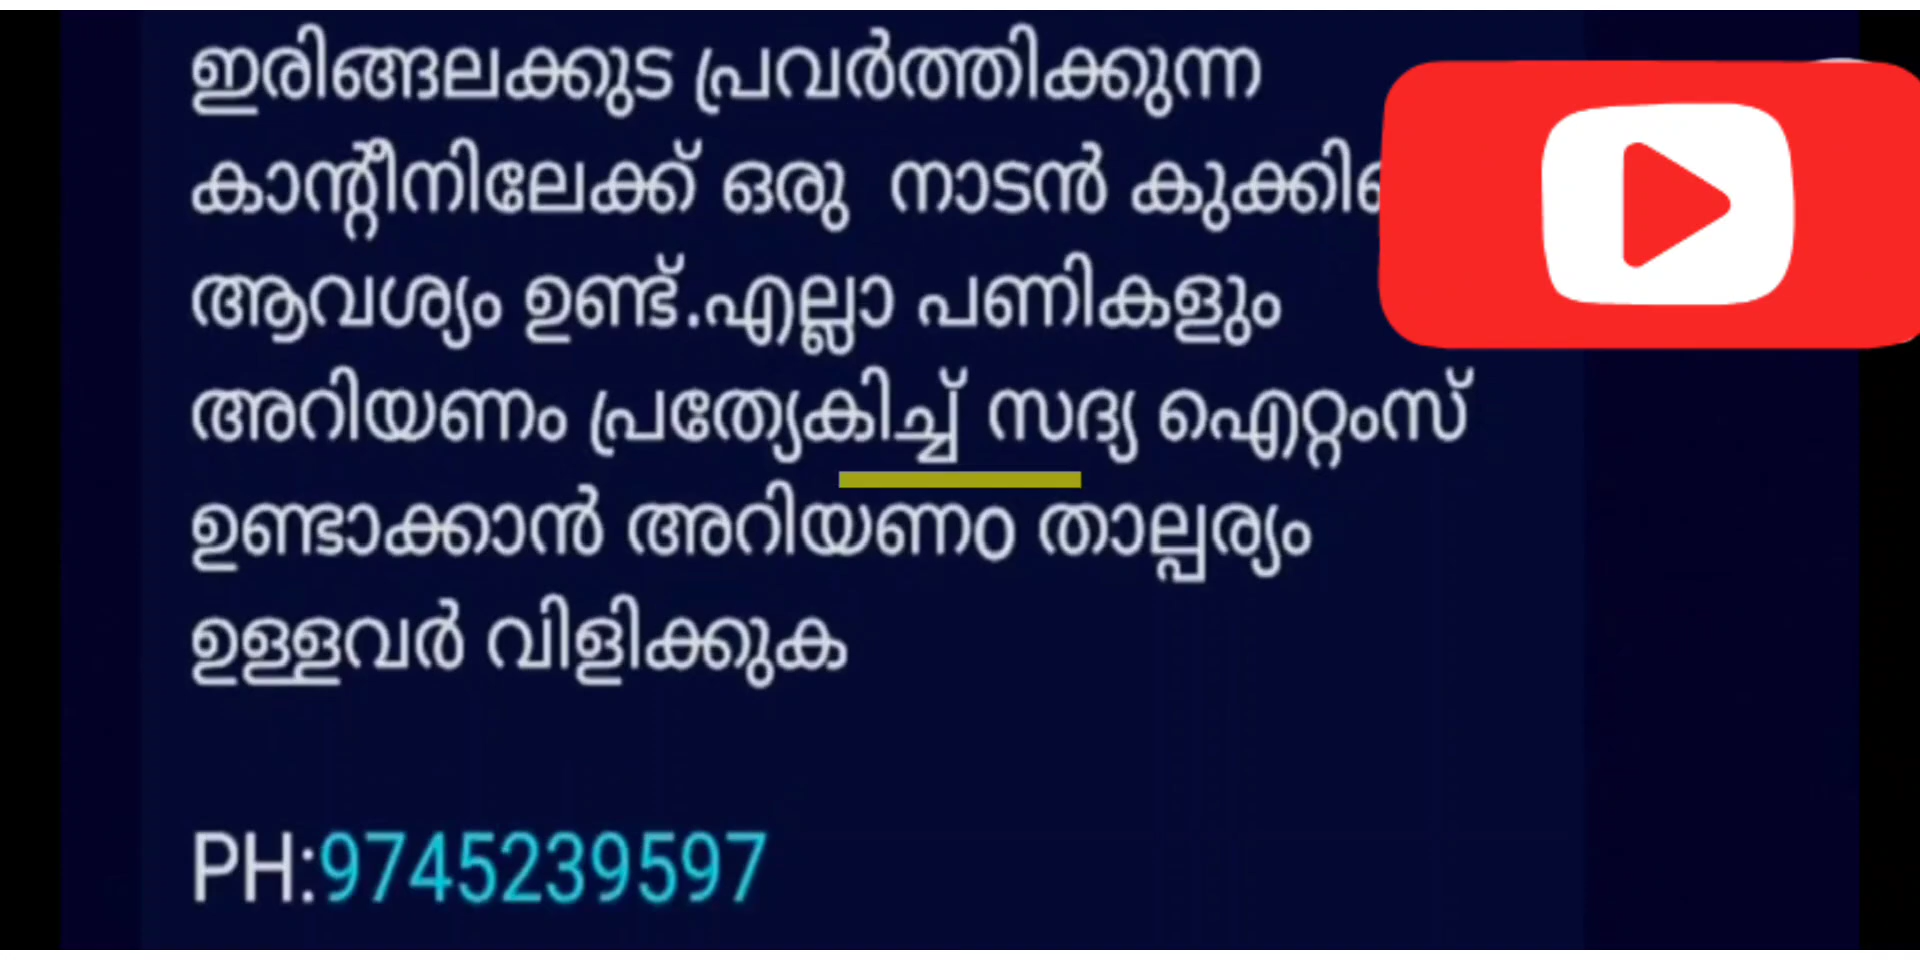 ഇരിങ്ങലക്കുട പ്രവർത്തിക്കുന്ന
കാന്റീനിലേക്ക് ഒരു നാടൻ
ആവശ്യം ഉണ്ട്.എല്ലാ പണികളും
അറിയണം പ്രത്യേകിച്ച് സദ്യ ഐറ്റംസ്
ഉണ്ടാക്കാൻ അറിയണം താല്പര്യം
ഉള്ളവർ വിളിക്കുക
PH:9745239597